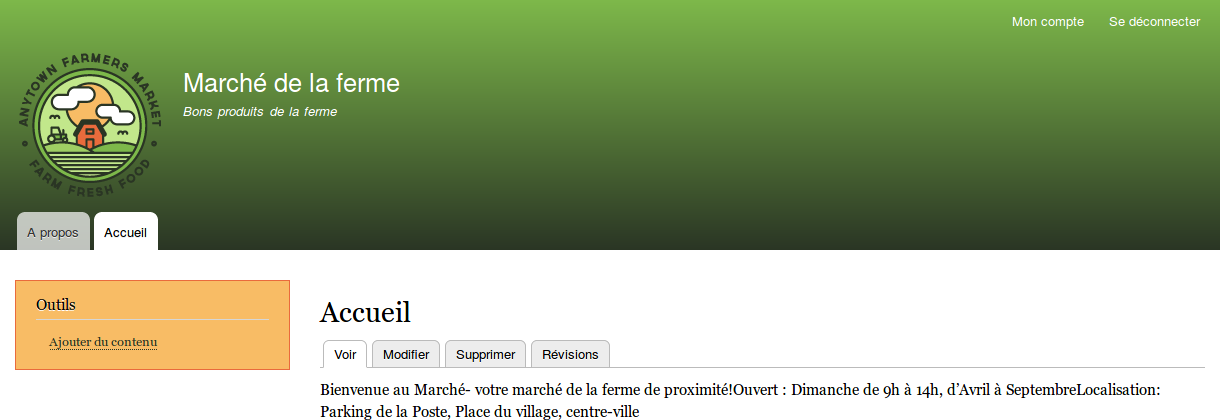 Mon compte Se déconnecter
ANYTOWN FARMERS MARKET
FARM FRESH FOOD
Marché de la ferme
Bons produits de la ferme
A propos Accueil
Outils
Ajouter du contenu
Accueil
Voir Modifier Supprimer Révisions
Bienvenue au Marché- votre marché de la ferme de proximité!Ouvert : Dimanche de 9h à 14h, d’Avril à SeptembreLocalisation:
Parking de la Poste, Place du village, centre-ville